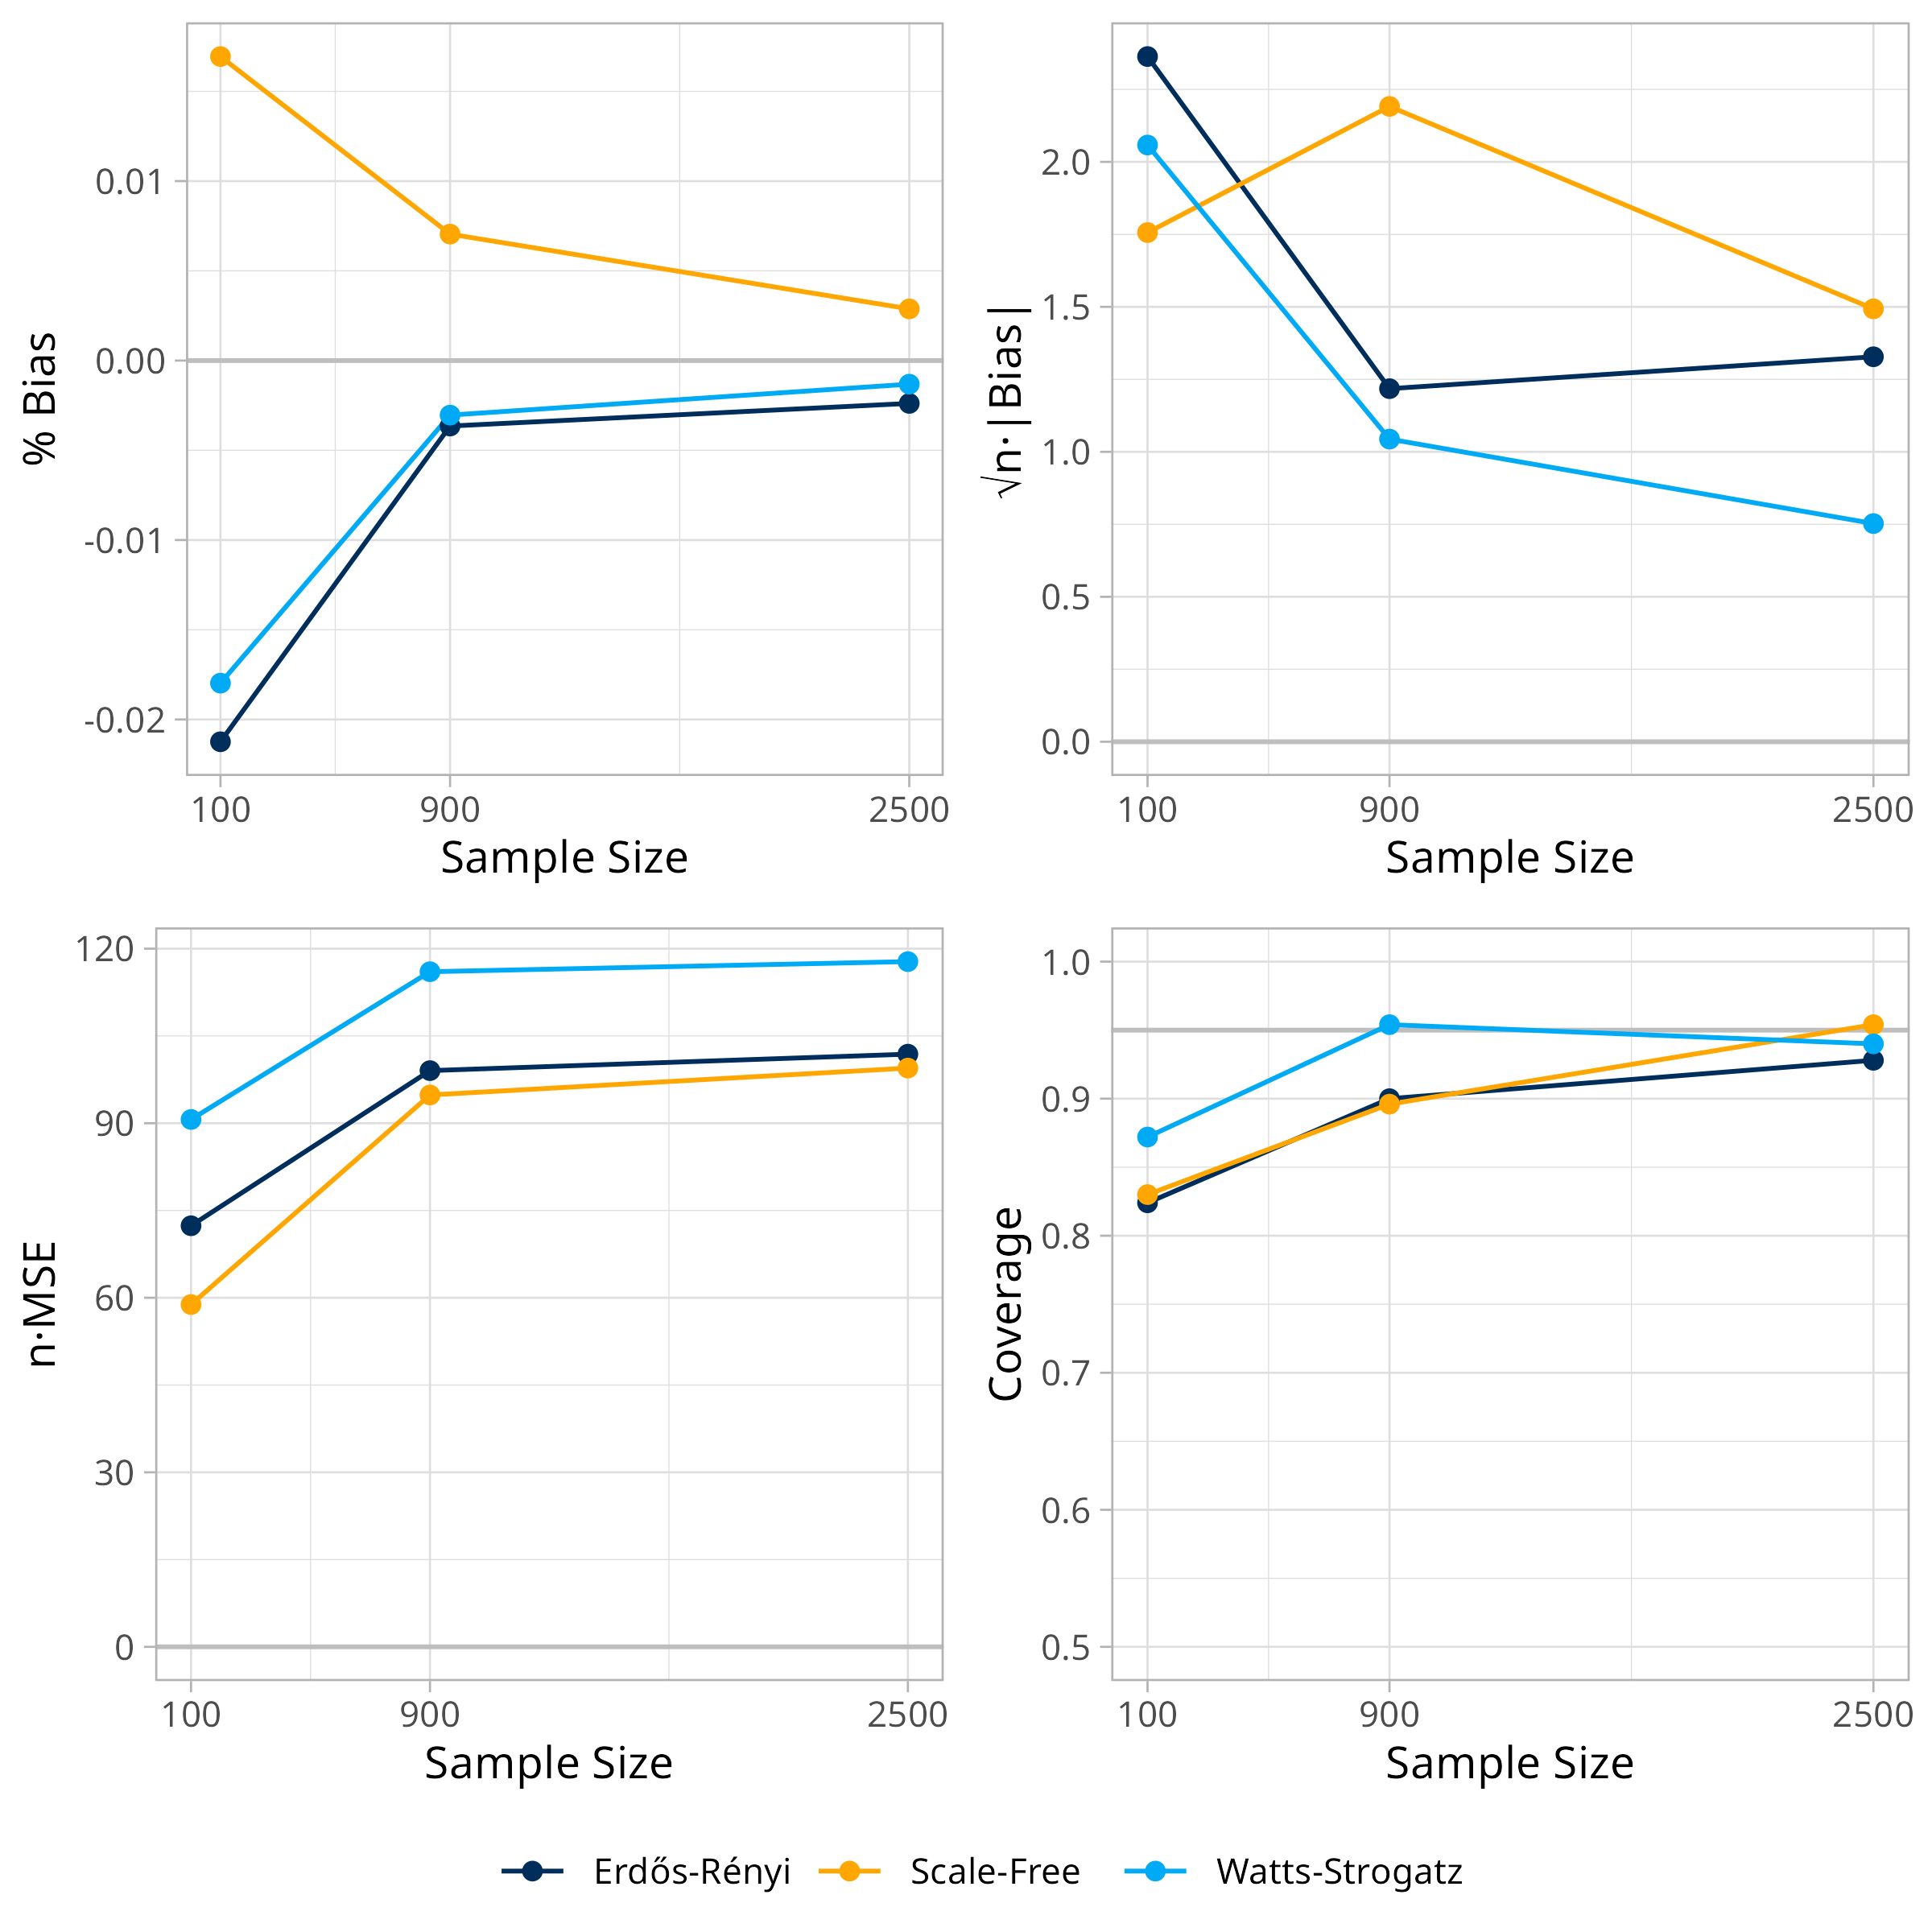 % Bias
0.01
0.00
-0.01
-0.02
100 900 2500
Sample Size
√n·|Bias|
2.0
1.5
1.0
0.5
0.0
100 900 2500
Sample Size
n·MSE
120
90
60
30
0
100 900 2500
Sample Size
Coverage
1.0
0.9
0.8
0.7
0.6
0.5
100 900 2500
Sample Size
Erdős-Rényi Scale-Free Watts-Strogatz